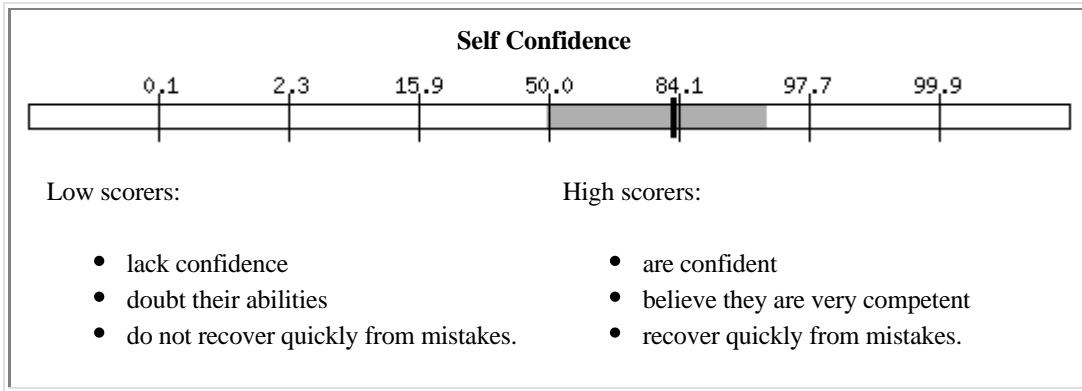 Self Confidence
0.1 2.3 15.9 50.0 84.1 97.7 99.9
Low scorers:
High scorers:
• lack confidence
• doubt their abilities
• do not recover quickly from mistakes.
• are confident
• believe they are very competent
• recover quickly from mistakes.